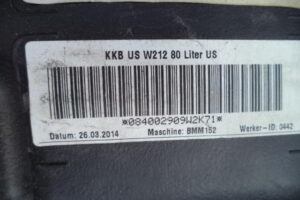 KKB US W212 80 Liter US
*084002909W2K71*
Datum: 26.03.2014 Maschine: BMM152 Werker-ID: 0442